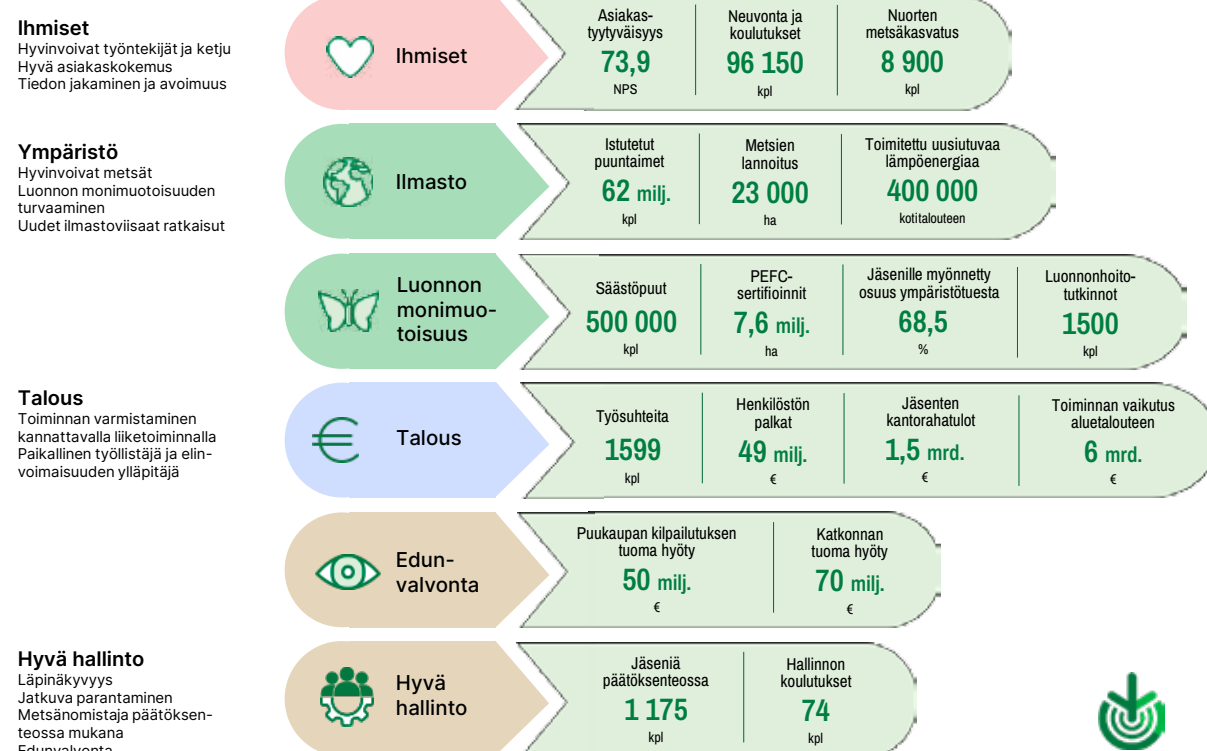 Ihmiset
Hyvinvoivat työntekijät ja ketju
Hyvä asiakaskokemus
Tiedon jakaminen ja avoimuus
Ihmiset
Asiakas-
tyytyväisyys
73,9
NPS
Neuvonta ja
koulutukset
96 150
kpl
Nuorten
metsäkasvatus
8 900
kpl
Ympäristö
Hyvinvoivat metsät
Luonnon monimuotoisuuden
turvaaminen
Uudet ilmastoviisaat ratkaisut
Ilmasto
Istutetut
puuntaimet
62 milj.
kpl
Metsien
lannoitus
23 000
ha
Toimitettu uusiutuvaa
lämpöenergiaa
400 000
kotitalouteen
Luonnon
monimuo-
toisuus
Säästöpuut
500 000
kpl
PEFC-
sertifioinnit
7,6 milj.
ha
Jäsenille myönnetty
osuus ympäristötuesta
68,5
%
Luonnonhoito-
tutkinnot
1500
kpl
Talous
Toiminnan varmistaminen
kannattavalla liiketoiminnalla
Paikallinen työllistäjä ja elin-
voimaisuuden ylläpitäjä
Talous
Työsuhteita
1599
kpl
Henkilöstön
palkat
49 milj.
€
Jäsenten
kantorahatulot
1,5 mrd.
€
Toiminnan vaikutus
aluetalouteen
6 mrd.
€
Edun-
valvonta
Puukaupan kilpailutuksen
tuoma hyöty
50 milj.
€
Katkonnan
tuoma hyöty
70 milj.
€
Hyvä hallinto
Läpinäkyvyys
Jatkuva parantaminen
Metsänomistaja päätöksen-
teossa mukana
Edunvalvonta
Hyvä
hallinto
Jäseniä
päätöksenteossa
1 175
kpl
Hallinnon
koulutukset
74
kpl